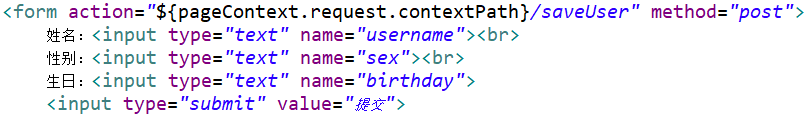 <form action="${pageContext.request.contextPath}/saveUser" method="post">
姓名：<input type="text" name="username"><br>
性别：<input type="text" name="sex"><br>
生日：<input type="text" name="birthday">
<input type="submit" value="提交">